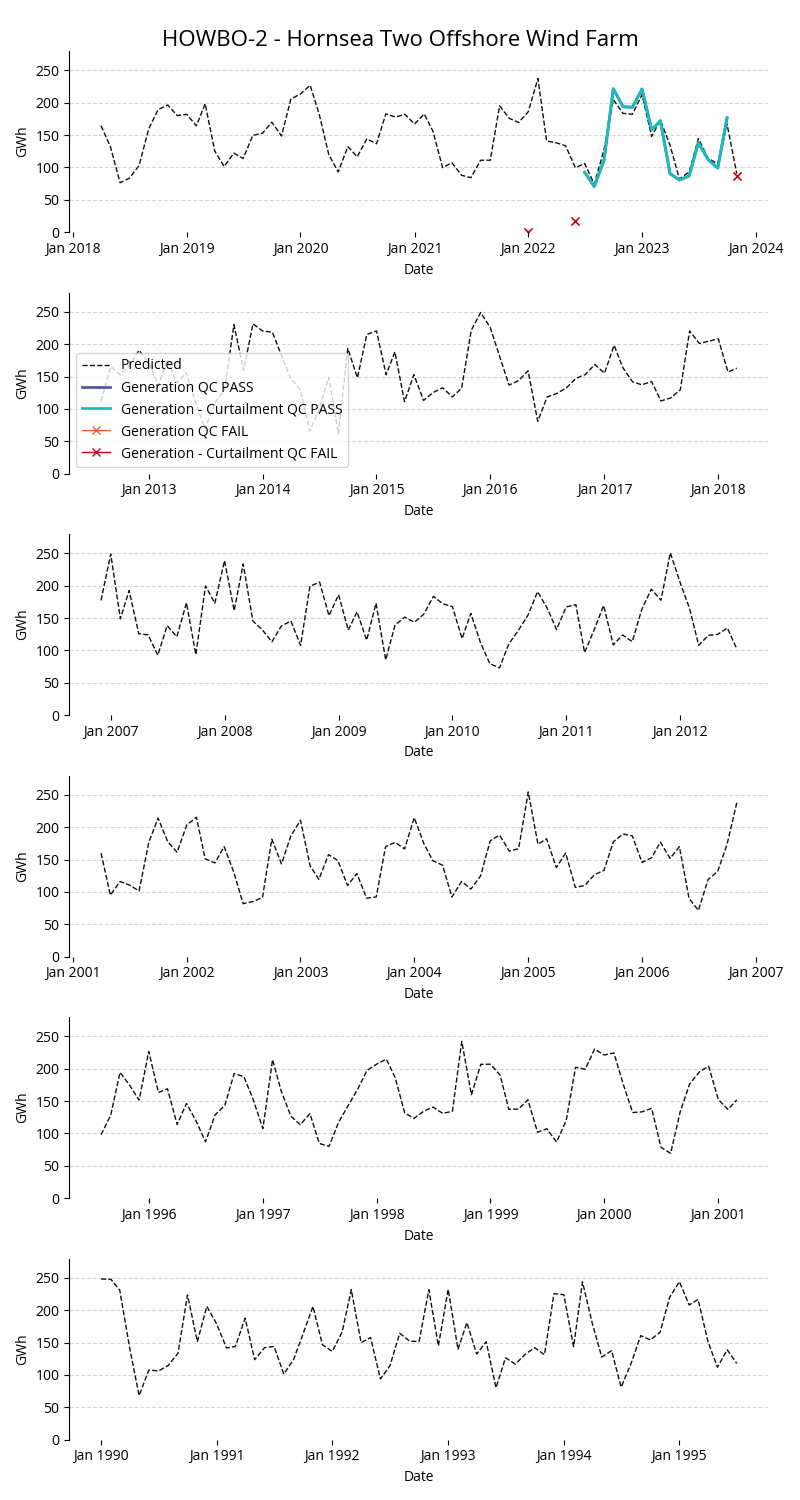 HOWBO-2 - Hornsea Two Offshore Wind Farm
250
200
150
100
50
0
GWh
Jan 2018 Jan 2019 Jan 2020 Jan 2021 Jan 2022 Jan 2023 Jan 2024
Date
250
200
150
100
50
0
GWh
Predicted
Generation QC PASS
Generation - Curtailment QC PASS
Generation QC FAIL
Generation - Curtailment QC FAIL
Jan 2013 Jan 2014 Jan 2015 Jan 2016 Jan 2017 Jan 2018
Date
250
200
150
100
50
0
GWh
Jan 2007 Jan 2008 Jan 2009 Jan 2010 Jan 2011 Jan 2012
Date
250
200
150
100
50
0
GWh
Jan 2001 Jan 2002 Jan 2003 Jan 2004 Jan 2005 Jan 2006 Jan 2007
Date
250
200
150
100
50
0
GWh
Jan 1996 Jan 1997 Jan 1998 Jan 1999 Jan 2000 Jan 2001
Date
250
200
150
100
50
0
GWh
Jan 1990 Jan 1991 Jan 1992 Jan 1993 Jan 1994 Jan 1995
Date